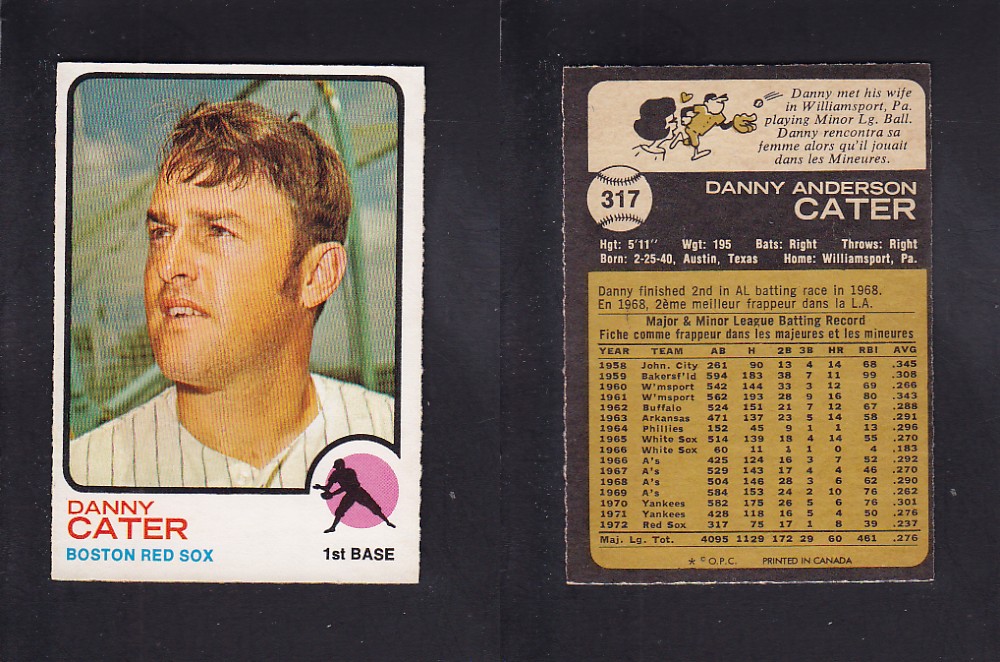 DANNY
CATER
BOSTON RED SOX
1st BASE
Danny met his wife
in Williamsport, Pa.
playing Minor Lg. Ball.
Danny rencontra sa
femme alors qu'il jouait
dans les Mineures.
317
DANNY ANDERSON
CATER
Hgt: 5'11" Wgt: 195 Bats: Right Throws: Right
Born: 2-25-40, Austin, Texas Home: Williamsport, Pa.
Danny finished 2nd in AL batting race in 1968.
En 1968, 2ème meilleur frappeur dans la L.A.
Major & Minor League Batting Record
Fiche comme frappeur dans les majeures et les mineures
YEAR TEAM AB H 2B 3B HR RBI AVG
1958 John. City 261 90 13 4 14 68 .345
1959 Bakersf'ld 594 183 38 7 11 99 .308
1960 W'msport 542 144 33 3 12 69 .266
1961 W'msport 562 193 28 9 16 80 .343
1962 Buffalo 524 151 21 7 12 67 .288
1963 Arkansas 471 137 23 5 14 58 .291
1964 Phillies 152 45 9 1 1 13 .296
1965 White Sox 514 139 18 4 14 55 .270
1966 White Sox 60 11 1 1 0 4 .183
1966 A's 425 124 16 3 7 52 .292
1967 A's 529 143 17 4 4 46 .270
1968 A's 504 146 28 3 6 62 .290
1969 A's 584 153 24 2 10 76 .262
1970 Yankees 582 175 26 5 6 76 .301
1971 Yankees 428 118 16 5 4 50 .276
1972 Red Sox 317 75 17 1 8 39 .237
Maj. Lg. Tot. 4095 1129 172 29 60 461 .276
* © O.P.C. PRINTED IN CANADA